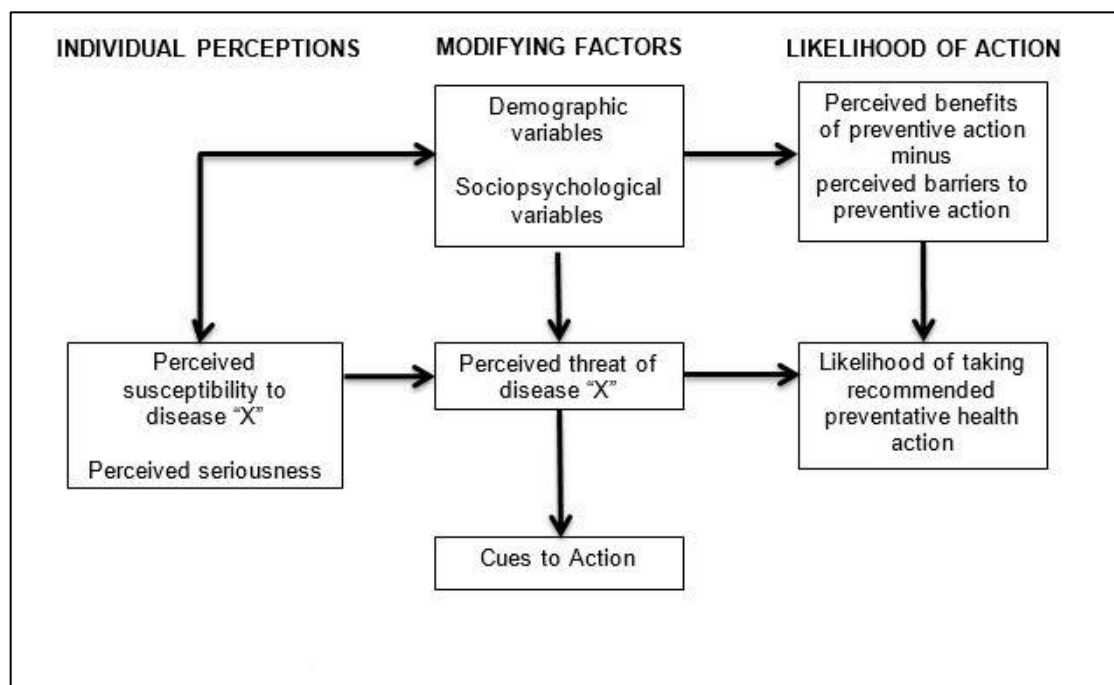 INDIVIDUAL PERCEPTIONS
MODIFYING FACTORS
LIKELIHOOD OF ACTION
Demographic
variables
Sociopsychological
variables
Perceived benefits
of preventive action
minus
perceived barriers to
preventive action
Perceived
susceptibility to
disease “X”
Perceived seriousness
Perceived threat of
disease “X”
Likelihood of taking
recommended
preventative health
action
Cues to Action